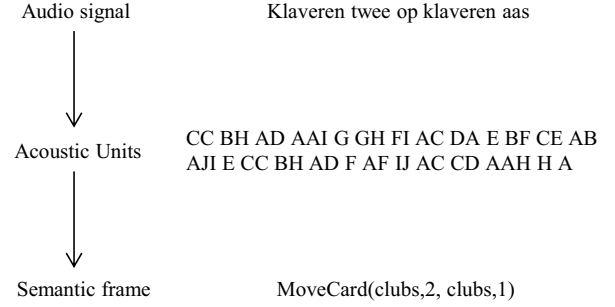 Audio signal Klaveren twee op klaveren aas
Acoustic Units CC BH AD AAI G GH FI AC DA E BF CE AB
AJI E CC BH AD F AF IJ AC CD AAH H A
Semantic frame MoveCard(clubs,2, clubs,1)